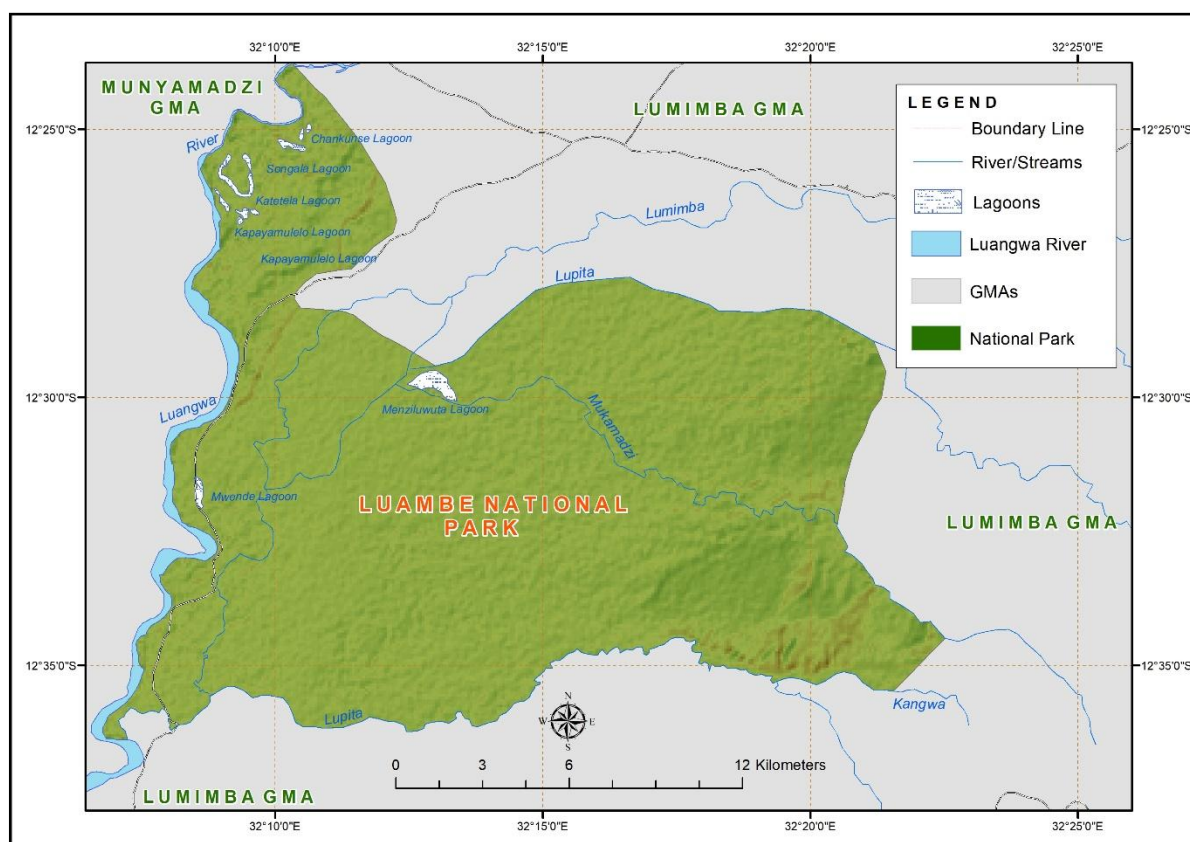 32°10'0"E
32°15'0"E
32°20'0"E
32°25'0"E
MUNYAMADZI
GMA
LUMIMBA GMA
LEGEND
Boundary Line
River/Streams
Lagoons
Luangwa River
GMAs
National Park
12°25'0"S
12°25'0"S
River
Chankunse Lagoon
Songala Lagoon
Katetela Lagoon
Kapayamulelo Lagoon
Kapayamulelo Lagoon
Lumimba
Lupita
12°30'0"S
12°30'0"S
Luangwa
Menziluwuta Lagoon
Mukamadzi
Mwonde Lagoon
LUAMBE NATIONAL
PARK
LUMIMBA GMA
12°35'0"S
12°35'0"S
Lupita
Kangwa
N
W
E
S
0
3
6
12 Kilometers
LUMIMBA GMA
32°10'0"E
32°15'0"E
32°20'0"E
32°25'0"E